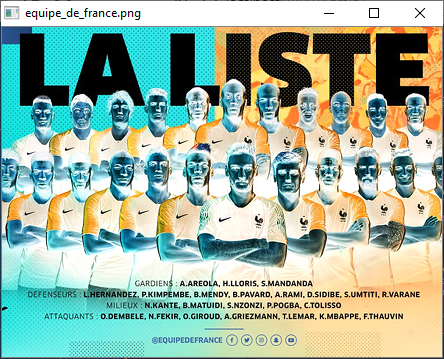 equipe_de_france.png
LA LISTE
GARDIENS : A.AREOLA, H.LLORIS, S.MANDANDA
DEFENSEURS : L.HERNANDEZ, P.KIMPEMBE, B.MENDY, B.PAVARD, A.RAMI, D.SIDIBE, S.UMTITI, R.VARANE
MILIEUX : N.KANTE, B.MATUIDI, S.NZONZI, P.POGBA, C.TOLISSO
ATTAQUANTS : O.DEMBELE, N.FEKIR, O.GIROUD, A.GRIEZMANN, T.LEMAR, K.MBAPPE, F.THAUVIN
@EQUIPEDEFRANCE